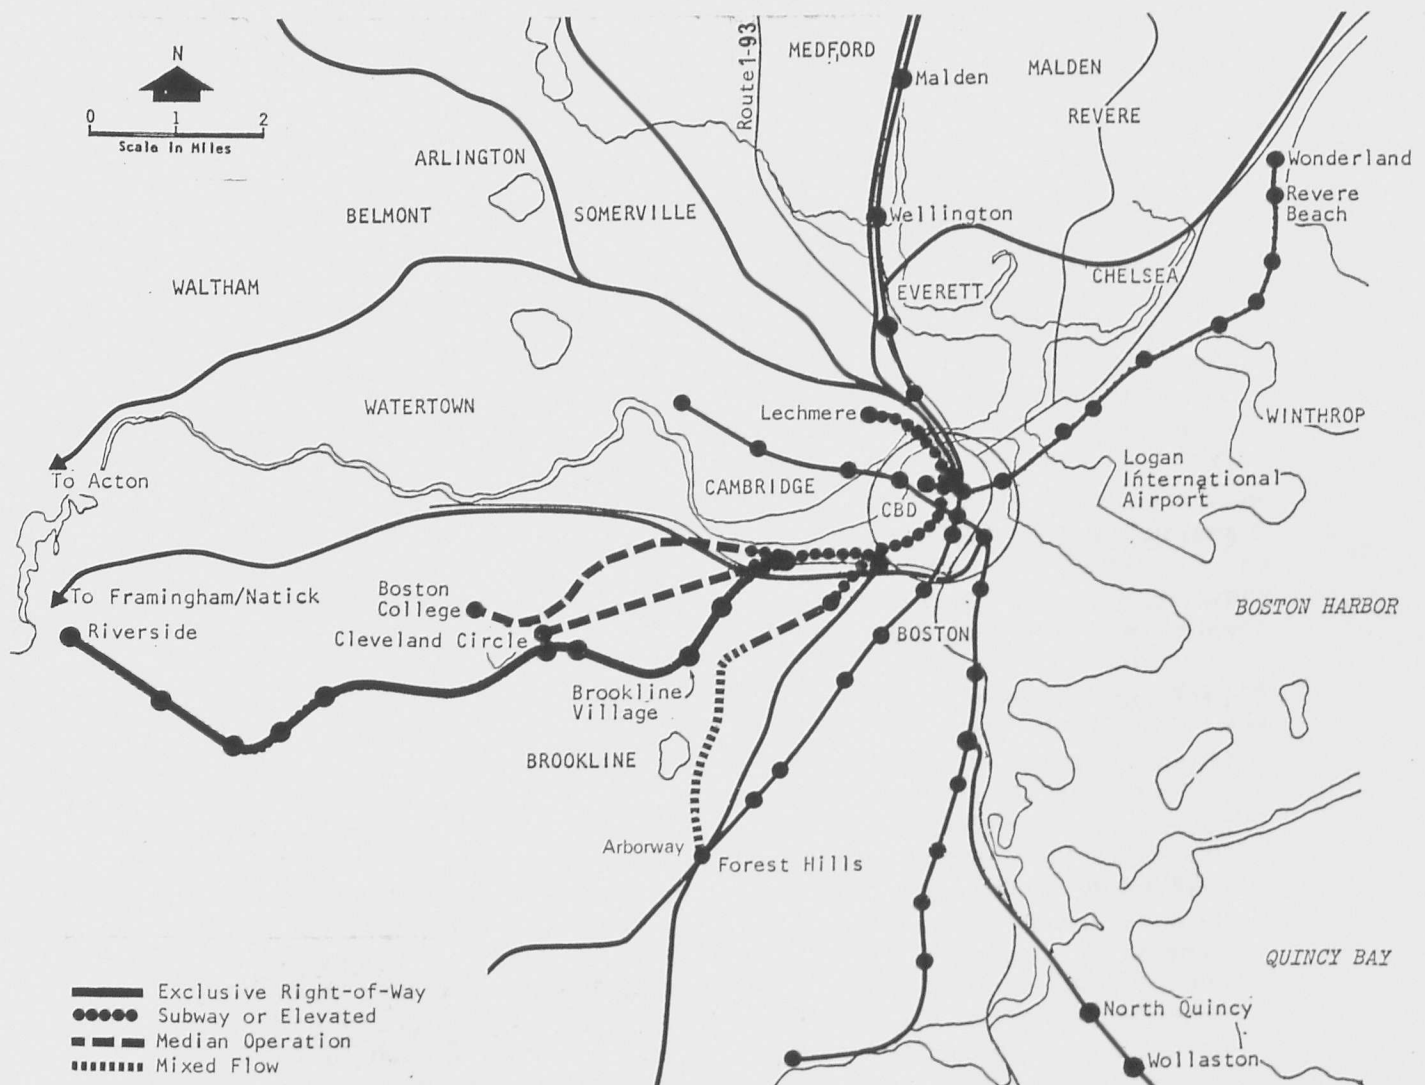 N
0 1 2
Scale in Miles
MEDFORD
Route 1-93
Malden
MALDEN
REVERE
Wonderland
Revere
Beach
ARLINGTON
BELMONT
SOMERVILLE
Wellington
WALTHAM
EVERETT
CHELSEA
WATERTOWN
Lechmere
WINTHROP
To Acton
CAMBRIDGE
CBD
Logan
International
Airport
To Framingham/Natick
Riverside
Boston
College
Cleveland Circle
BOSTON
BOSTON HARBOR
Brookline
Village
BROOKLINE
Arborway
Forest Hills
QUINCY BAY
Exclusive Right-of-Way
Subway or Elevated
Median Operation
Mixed Flow
North Quincy
Wollaston